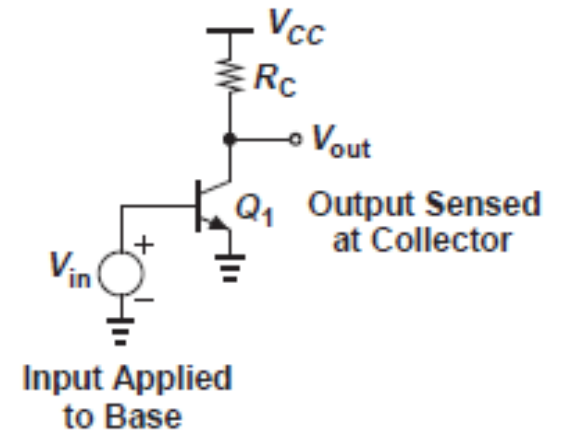 VCC
RC
Vout
Q1
Output Sensed
at Collector
Vin
+
−
Input Applied
to Base